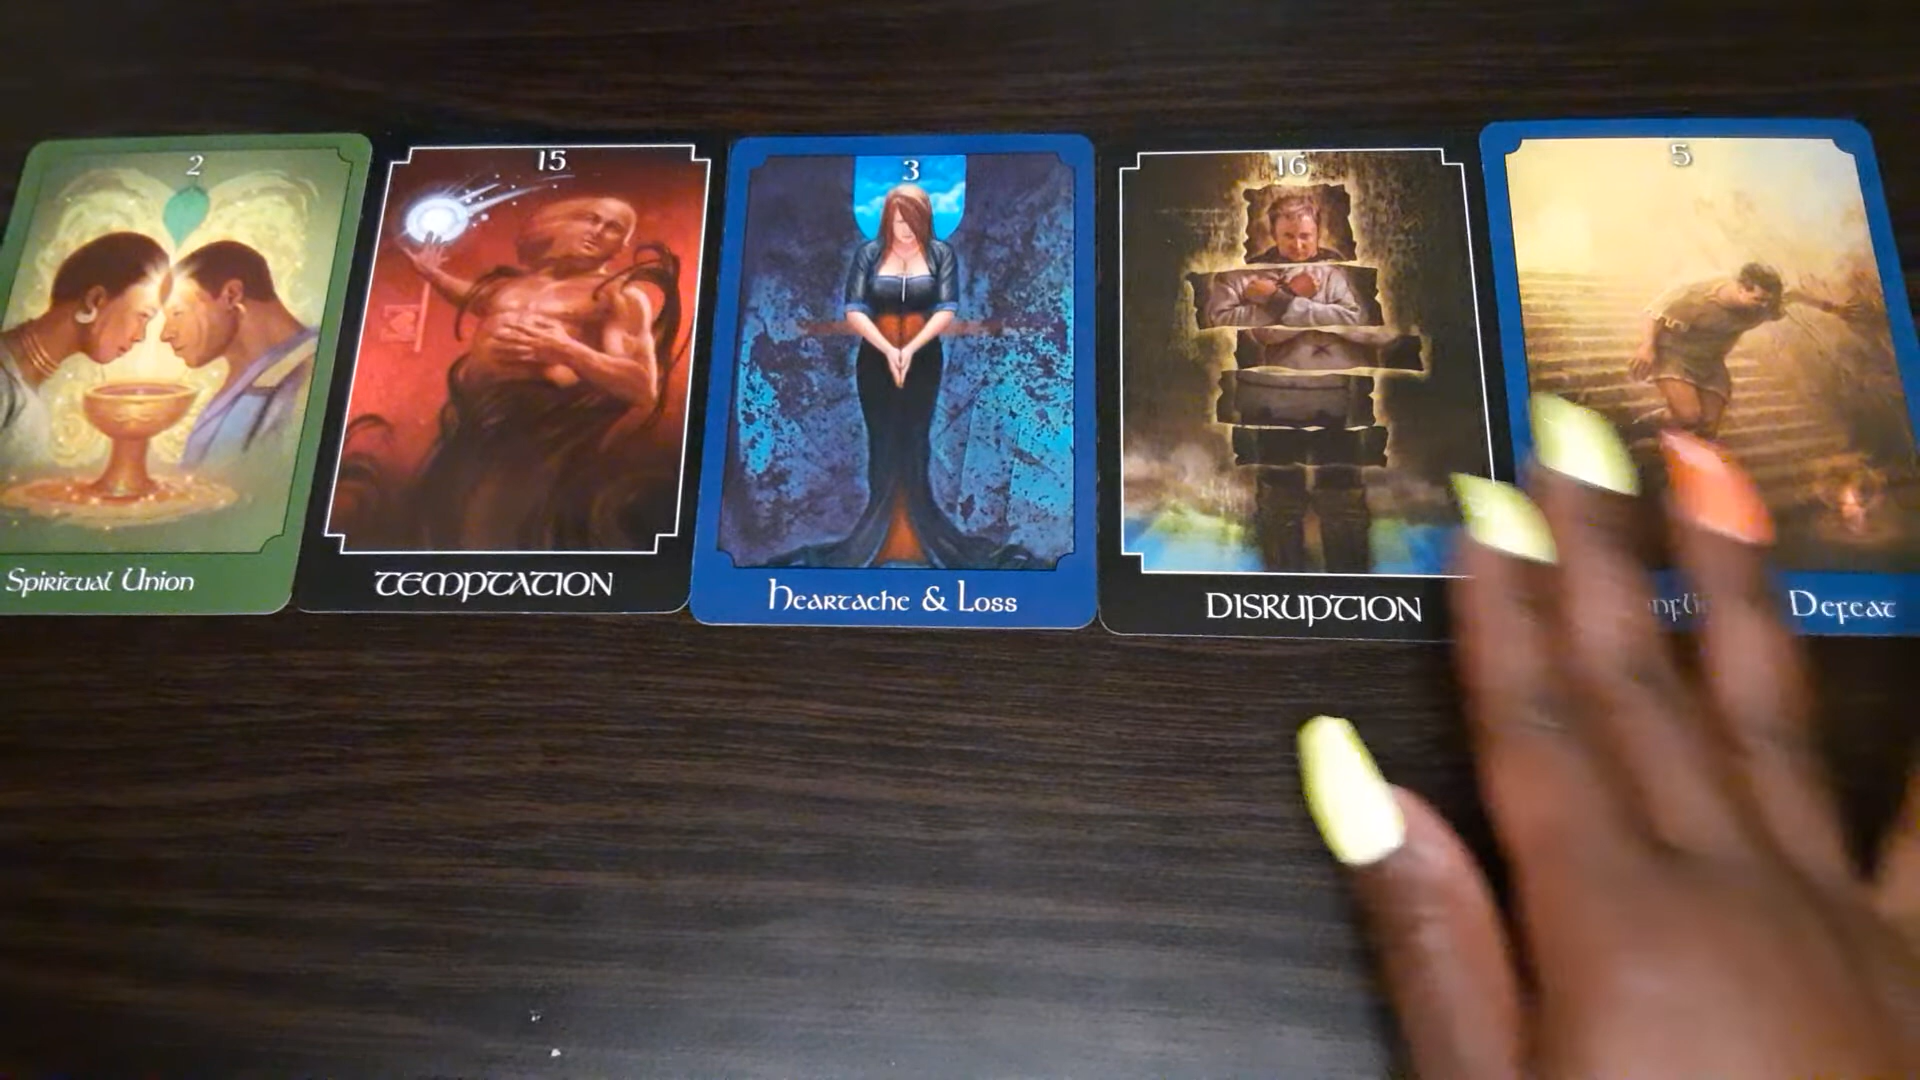 2
Spiritual Union
15
TEMPTATION
3
Heartache & Loss
16
DISRUPTION
5
Defeat